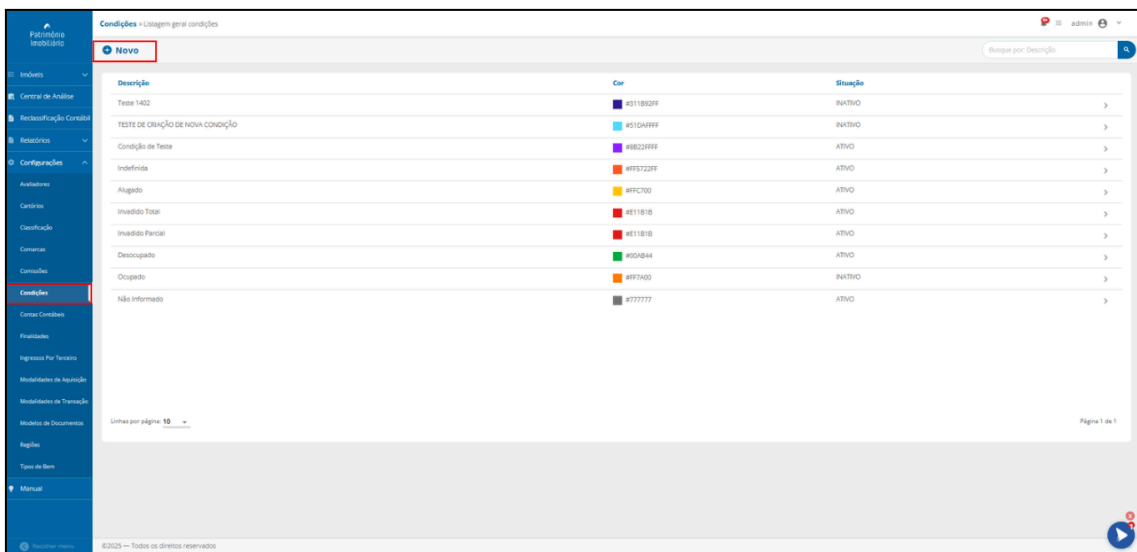 Patrimônio
Imobiliário
Condições » Listagem geral condições
admin
Novo
Busque por: Descrição
Imóveis
Central de Análise
Reclassificação Contábil
Relatórios
Configurações
Avaliadores
Cartórios
Classificação
Comarcas
Comissões
Condições
Contas Contábeis
Finalidades
Ingressos Por Terceiro
Modalidades de Aquisição
Modalidades de Transação
Modelos de Documentos
Regiões
Tipos de Bem
Manual
Recolher menu
Descrição Cor Situação
Teste 1402 #311B92FF INATIVO
TESTE DE CRIAÇÃO DE NOVA CONDIÇÃO #51DAFFFF INATIVO
Condição de Teste #8B22FFFF ATIVO
Indefinida #FF5722FF ATIVO
Alugado #FFC700 ATIVO
Invadido Total #E11B1B ATIVO
Invadido Parcial #E11B1B ATIVO
Desocupado #00AB44 ATIVO
Ocupado #FF7A00 INATIVO
Não Informado #777777 ATIVO
Linhas por página: 10
Página 1 de 1
©2025 — Todos os direitos reservados